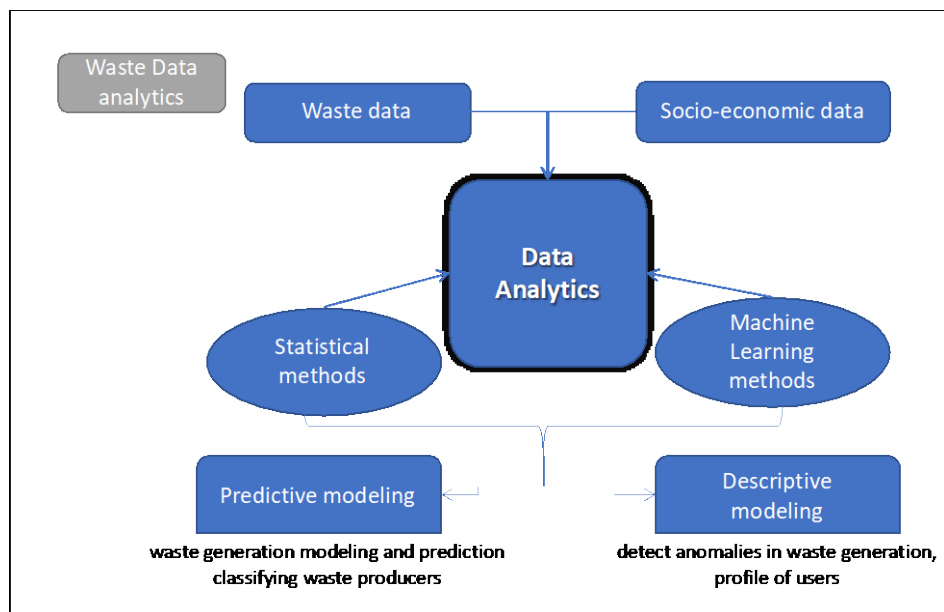 Waste Data
analytics
Waste data
Socio-economic data
Data
Analytics
Statistical
methods
Machine
Learning
methods
Predictive modeling
Descriptive
modeling
waste generation modeling and prediction
classifying waste producers
detect anomalies in waste generation,
profile of users